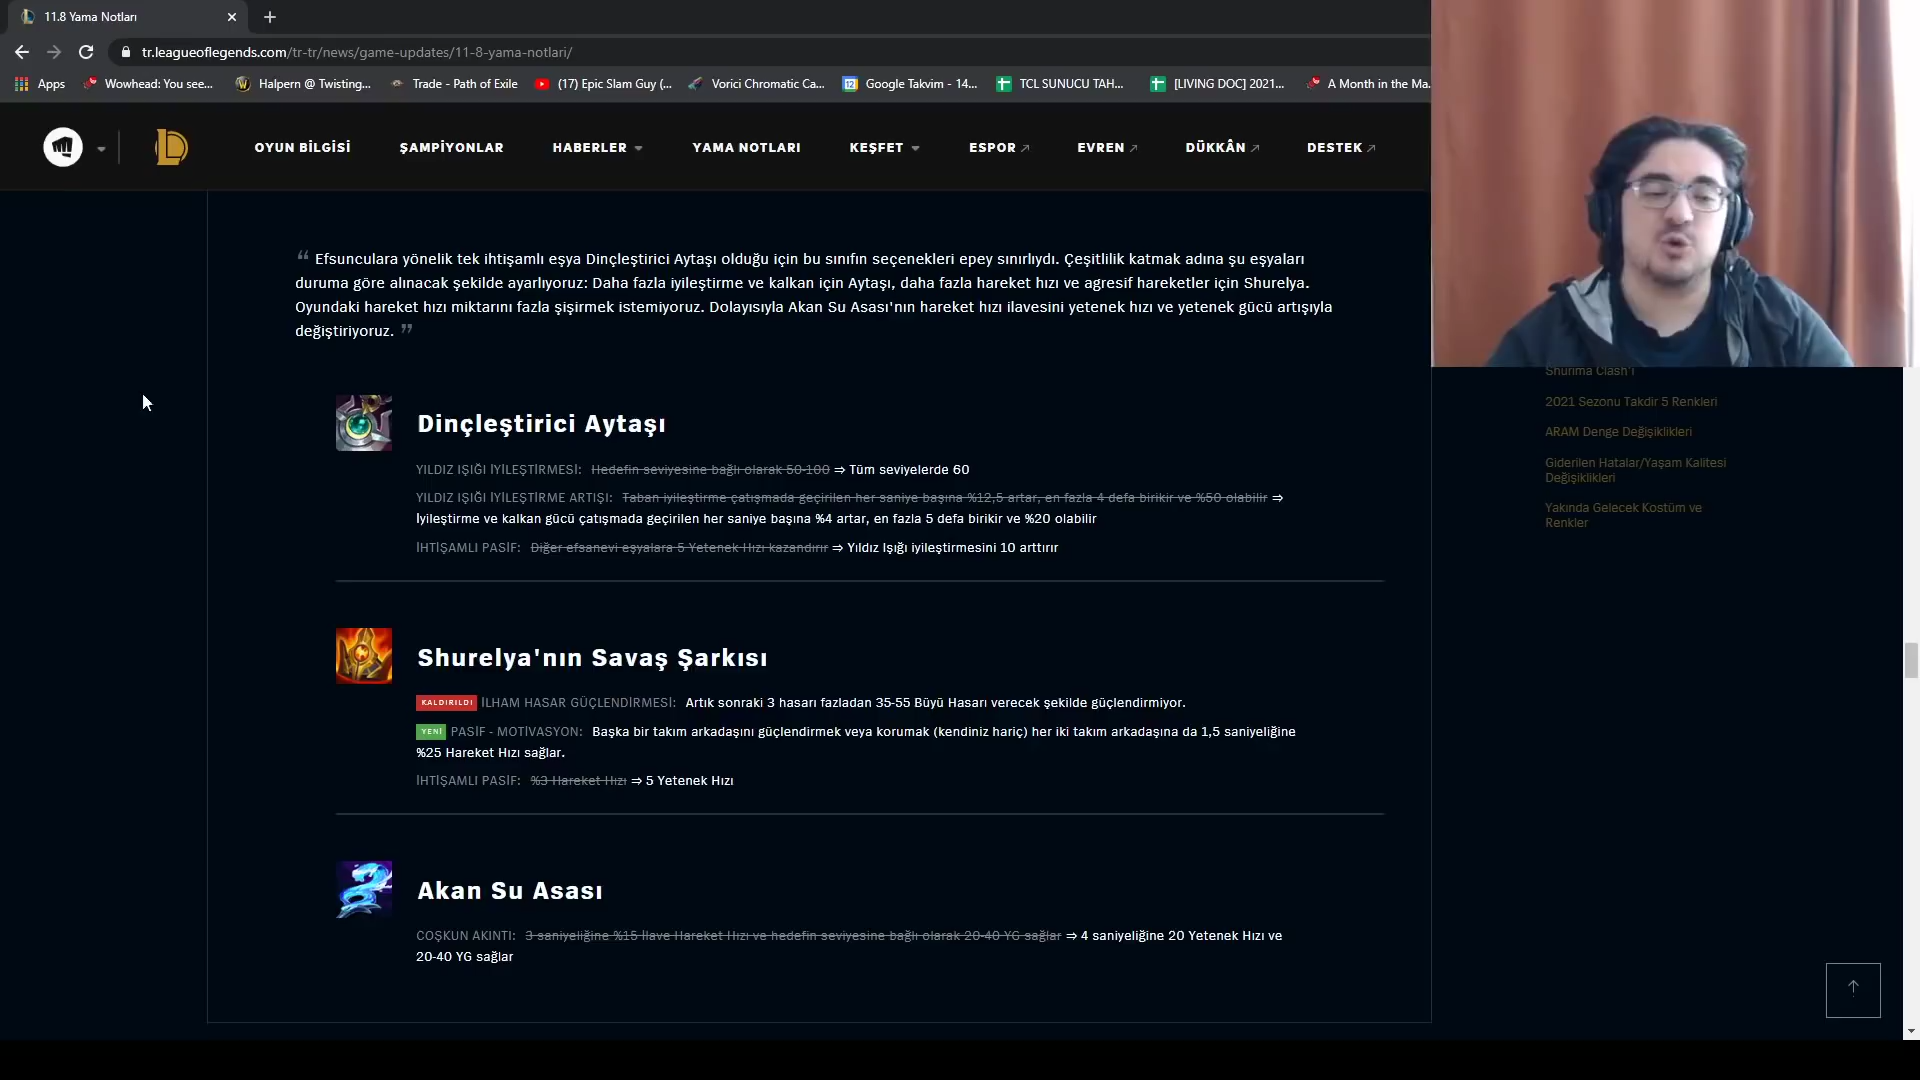 11.8 Yama Notları
tr.leagueoflegends.com/tr-tr/news/game-updates/11-8-yama-notlari/
Apps Wowhead: You see... Halpern @ Twisting... Trade - Path of Exile (17) Epic Slam Guy (... Vorici Chromatic Ca... Google Takvim - 14... TCL SUNUCU TAH... [LIVING DOC] 2021... A Month in the Ma...
OYUN BİLGİSİ ŞAMPİYONLAR HABERLER YAMA NOTLARI KEŞFET ESPOR EVREN DÜKKÂN DESTEK
“ Efsunculara yönelik tek ihtişamlı eşya Dinçleştirici Aytaşı olduğu için bu sınıfın seçenekleri epey sınırlıydı. Çeşitlilik katmak adına şu eşyaları
duruma göre alınacak şekilde ayarlıyoruz: Daha fazla iyileştirme ve kalkan için Aytaşı, daha fazla hareket hızı ve agresif hareketler için Shurelya.
Oyundaki hareket hızı miktarını fazla şişirmek istemiyoruz. Dolayısıyla Akan Su Asası'nın hareket hızı ilavesini yetenek hızı ve yetenek gücü artışıyla
değiştiriyoruz. ”
Dinçleştirici Aytaşı
YILDIZ IŞIĞI İYİLEŞTİRMESİ: Hedefin seviyesine bağlı olarak 50-100 ⇒ Tüm seviyelerde 60
YILDIZ IŞIĞI İYİLEŞTİRME ARTIŞI: Taban iyileştirme çatışmada geçirilen her saniye başına %12,5 artar, en fazla 4 defa birikir ve %50 olabilir ⇒
İyileştirme ve kalkan gücü çatışmada geçirilen her saniye başına %4 artar, en fazla 5 defa birikir ve %20 olabilir
İHTİŞAMLI PASİF: Diğer efsanevi eşyalara 5 Yetenek Hızı kazandırır ⇒ Yıldız Işığı iyileştirmesini 10 arttırır
Shurelya'nın Savaş Şarkısı
KALDIRILDI İLHAM HASAR GÜÇLENDİRMESİ: Artık sonraki 3 hasarı fazladan 35-55 Büyü Hasarı verecek şekilde güçlendirmiyor.
YENİ PASİF - MOTİVASYON: Başka bir takım arkadaşını güçlendirmek veya korumak (kendiniz hariç) her iki takım arkadaşına da 1,5 saniyeliğine
%25 Hareket Hızı sağlar.
İHTİŞAMLI PASİF: %3 Hareket Hızı ⇒ 5 Yetenek Hızı
Akan Su Asası
COŞKUN AKINTI: 3 saniyeliğine %15 İlave Hareket Hızı ve hedefin seviyesine bağlı olarak 20-40 YG sağlar ⇒ 4 saniyeliğine 20 Yetenek Hızı ve
20-40 YG sağlar
Shurima Clash'i
2021 Sezonu Takdir 5 Renkleri
ARAM Denge Değişiklikleri
Giderilen Hatalar/Yaşam Kalitesi
Değişiklikleri
Yakında Gelecek Kostüm ve
Renkler